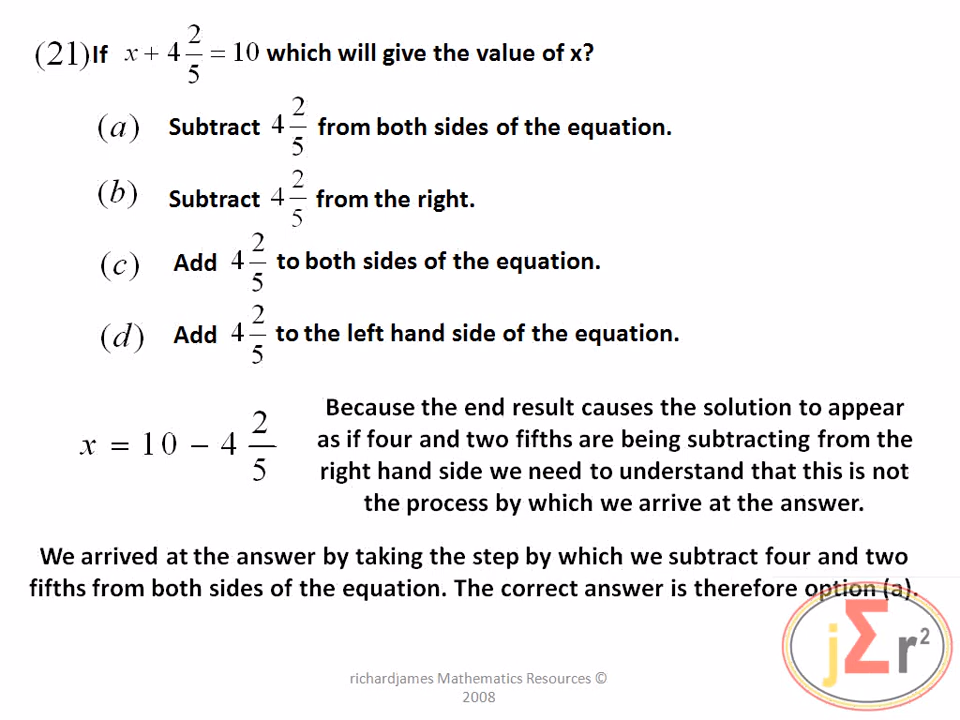 (21) If x + 4 2/5 = 10 which will give the value of x?
(a) Subtract 4 2/5 from both sides of the equation.
(b) Subtract 4 2/5 from the right.
(c) Add 4 2/5 to both sides of the equation.
(d) Add 4 2/5 to the left hand side of the equation.
x = 10 − 4 2/5
Because the end result causes the solution to appear
as if four and two fifths are being subtracting from the
right hand side we need to understand that this is not
the process by which we arrive at the answer.
We arrived at the answer by taking the step by which we subtract four and two
fifths from both sides of the equation. The correct answer is therefore option (a).
jΣr²
richardjames Mathematics Resources ©
2008